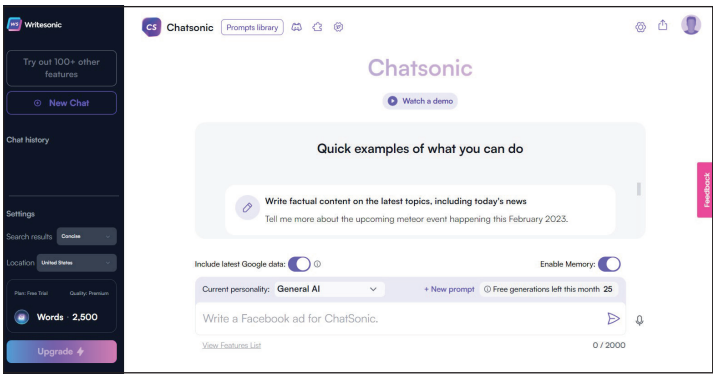 WS Writesonic
Try out 100+ other
features
New Chat
Chat history
Settings
Search results Concise
Location United States
Plan: Free Trial Quality: Premium
Words · 2,500
Upgrade
CS Chatsonic Prompts library
Chatsonic
Watch a demo
Quick examples of what you can do
Write factual content on the latest topics, including today's news
Tell me more about the upcoming meteor event happening this February 2023.
Include latest Google data: Enable Memory:
Current personality: General AI + New prompt Free generations left this month 25
Write a Facebook ad for ChatSonic.
View Features List 0 / 2000
Feedback